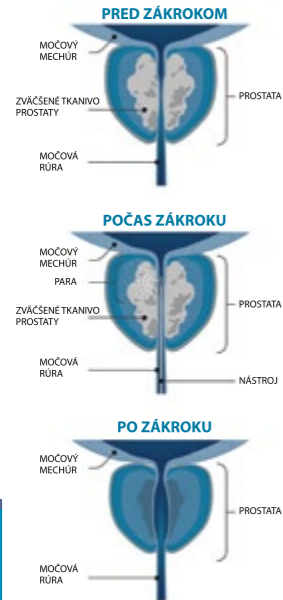 PRED ZÁKROKOM
MOČOVÝ
MECHÚR
ZVÄČŠENÉ TKANIVO
PROSTATY
PROSTATA
MOČOVÁ
RÚRA
POČAS ZÁKROKU
MOČOVÝ
MECHÚR
PARA
ZVÄČŠENÉ TKANIVO
PROSTATY
PROSTATA
MOČOVÁ
RÚRA
NÁSTROJ
PO ZÁKROKU
MOČOVÝ
MECHÚR
PROSTATA
MOČOVÁ
RÚRA